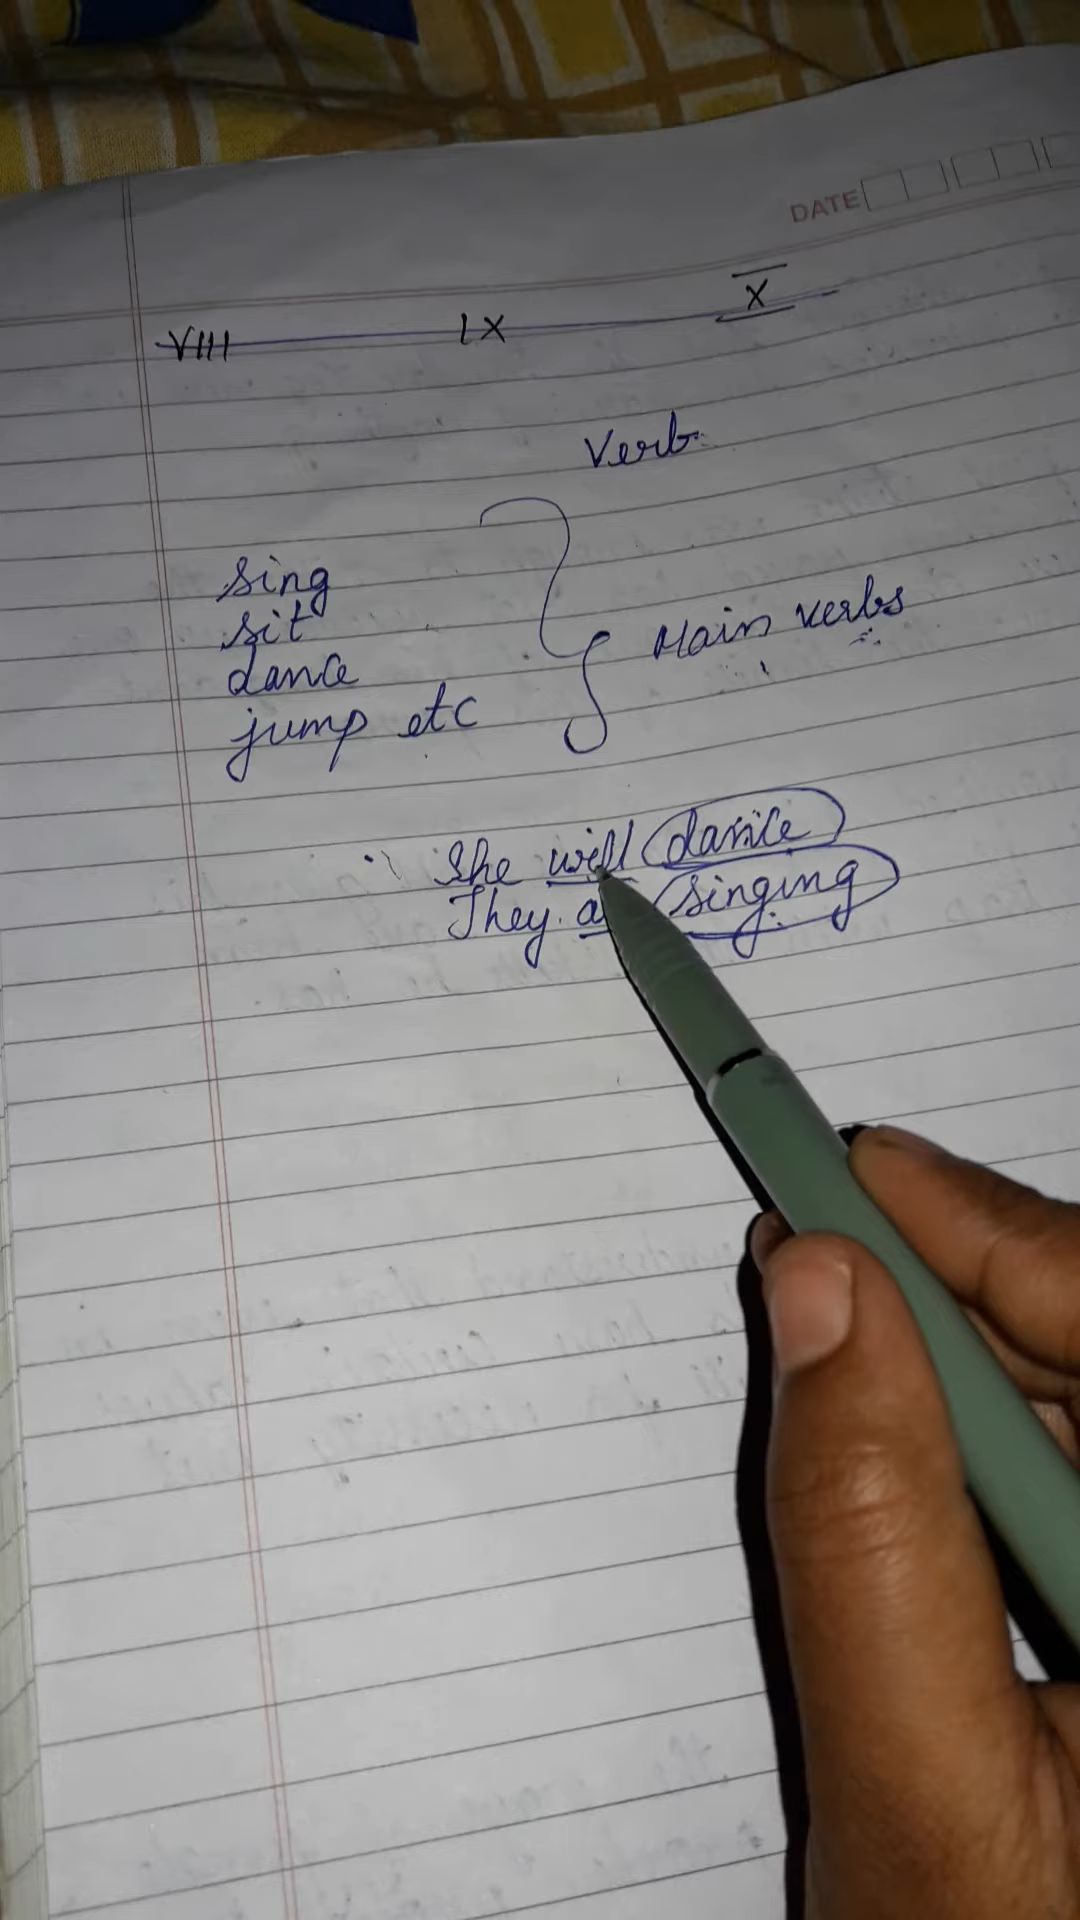 DATE
VIII IX X
Verb
sing
sit
dance
jump etc
Main verbs
She will dance
They singing